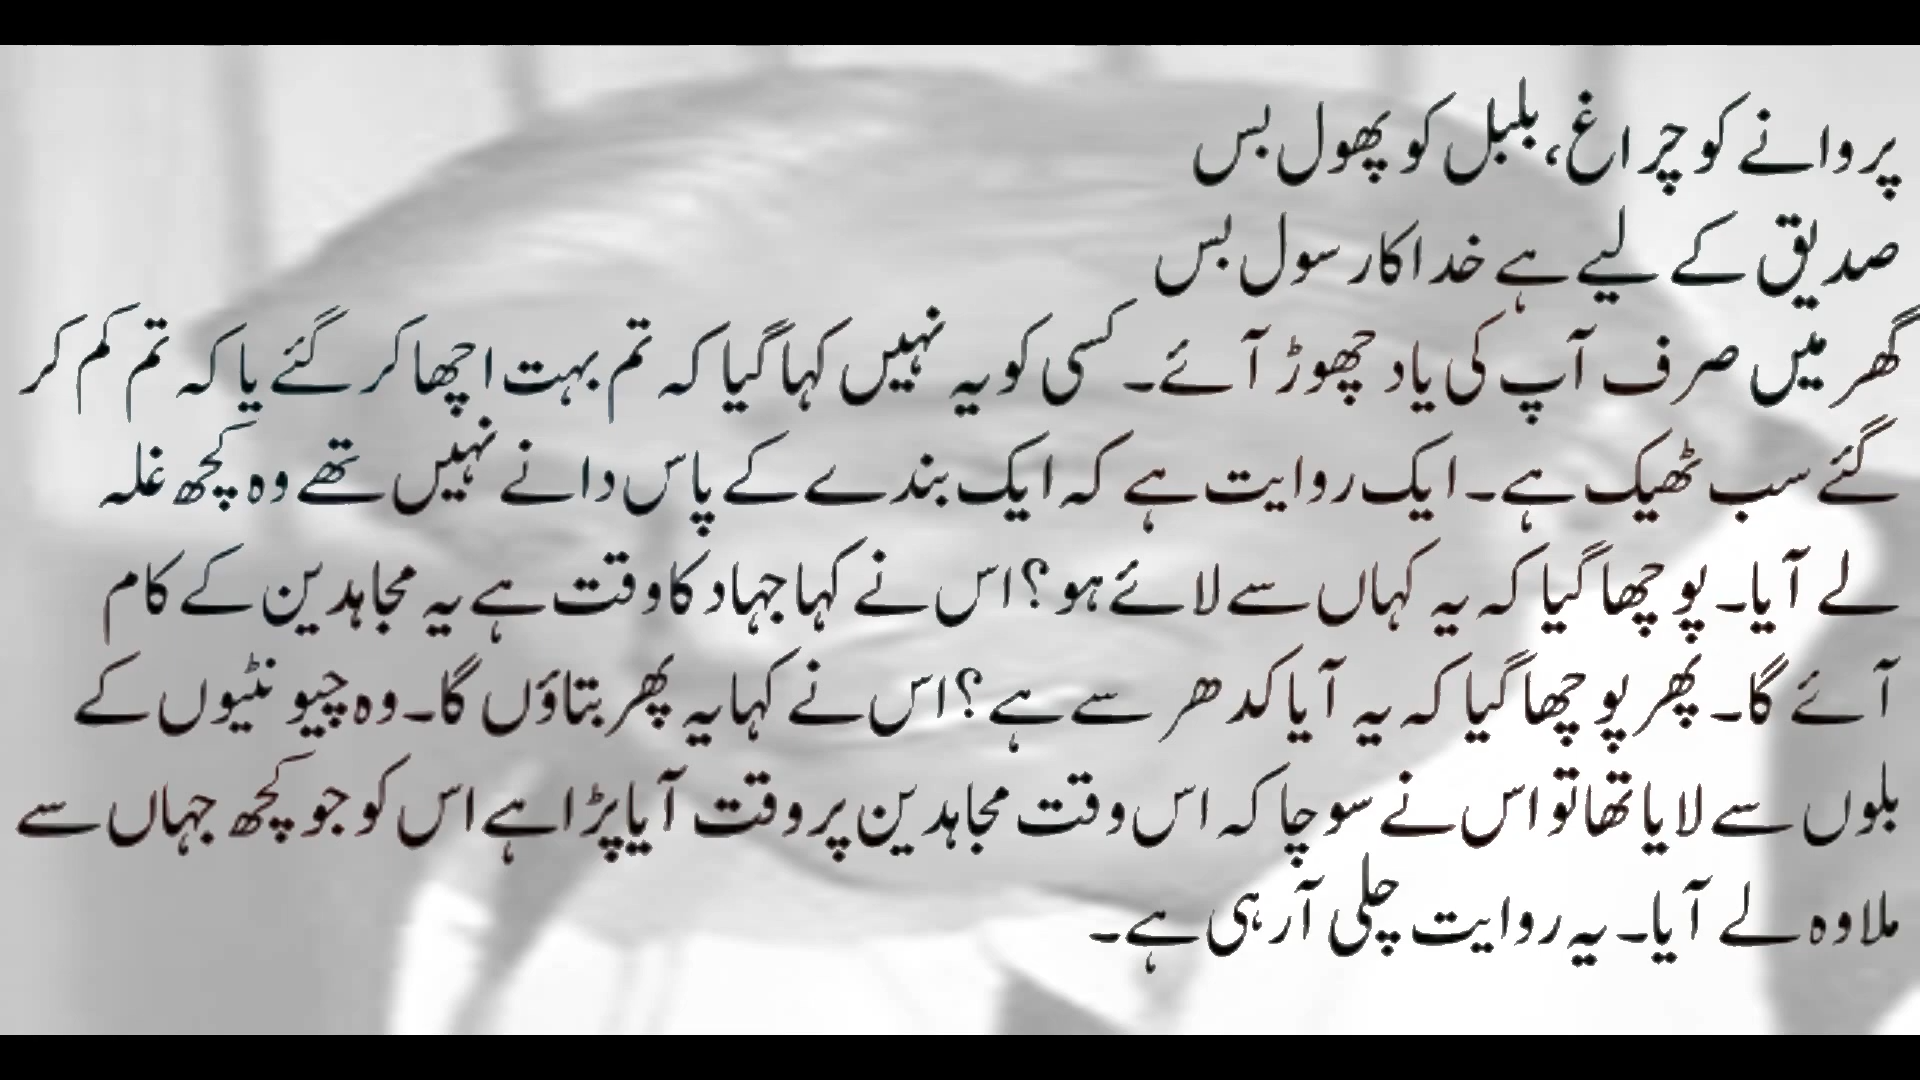 پروانے کو چراغ، بلبل کو پھول بس
صدیق کے لیے ہے خدا کا رسول بس
گھر میں صرف آپ کی یاد چھوڑ آئے۔ کسی کو یہ نہیں کہا گیا کہ تم بہت اچھا کر گئے یا کہ تم کم کر
گئے سب ٹھیک ہے۔ ایک روایت ہے کہ ایک بندے کے پاس دانے نہیں تھے وہ کچھ غلہ
لے آیا۔ پوچھا گیا کہ یہ کہاں سے لائے ہو؟ اس نے کہا جہاد کا وقت ہے یہ مجاہدین کے کام
آئے گا۔ پھر پوچھا گیا کہ یہ آیا کدھر سے ہے؟ اس نے کہا یہ پھر بتاؤں گا۔ وہ چیونٹیوں کے
بلوں سے لایا تھا تو اس نے سوچا کہ اس وقت مجاہدین پر وقت آیا پڑا ہے اس کو جو کچھ جہاں سے
ملا وہ لے آیا۔ یہ روایت چلی آ رہی ہے۔